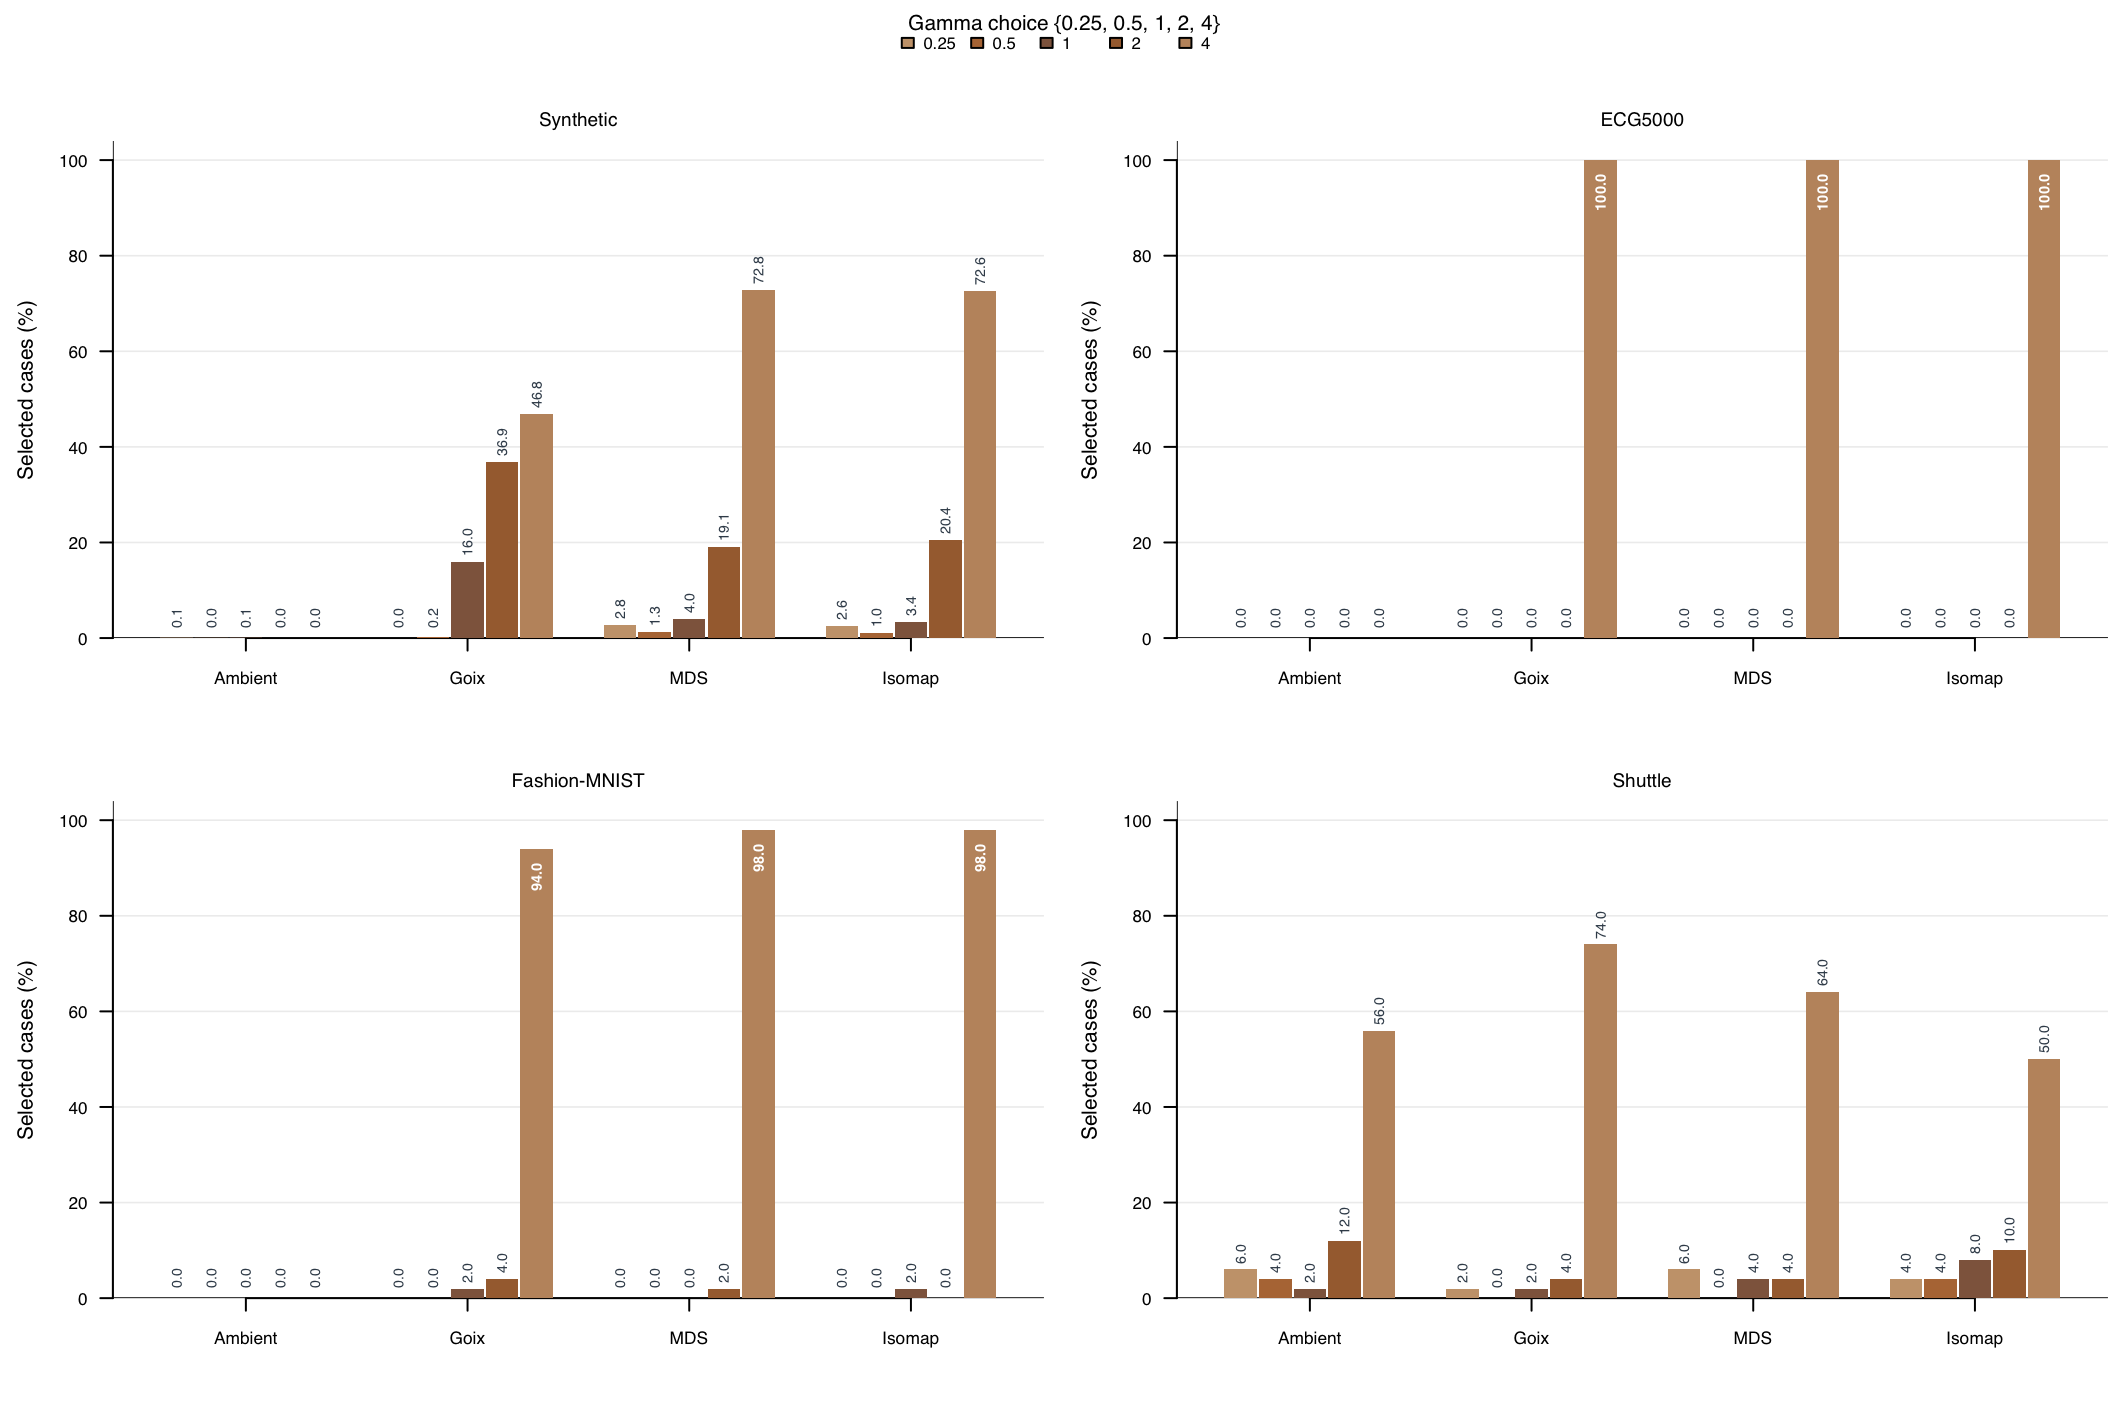 Gamma choice {0.25, 0.5, 1, 2, 4}
0.25 0.5 1 2 4
Synthetic
Selected cases (%)
100
80
60
40
20
0
0.1 0.0 0.1 0.0 0.0
0.0 0.2 16.0 36.9 46.8
2.8 1.3 4.0 19.1 72.8
2.6 1.0 3.4 20.4 72.6
Ambient Goix MDS Isomap
ECG5000
Selected cases (%)
100
80
60
40
20
0
0.0 0.0 0.0 0.0 0.0
0.0 0.0 0.0 0.0 100.0
0.0 0.0 0.0 0.0 100.0
0.0 0.0 0.0 0.0 100.0
Ambient Goix MDS Isomap
Fashion-MNIST
Selected cases (%)
100
80
60
40
20
0
0.0 0.0 0.0 0.0 0.0
0.0 0.0 2.0 4.0 94.0
0.0 0.0 0.0 2.0 98.0
0.0 0.0 2.0 0.0 98.0
Ambient Goix MDS Isomap
Shuttle
Selected cases (%)
100
80
60
40
20
0
6.0 4.0 2.0 12.0 56.0
2.0 0.0 2.0 4.0 74.0
6.0 0.0 4.0 4.0 64.0
4.0 4.0 8.0 10.0 50.0
Ambient Goix MDS Isomap